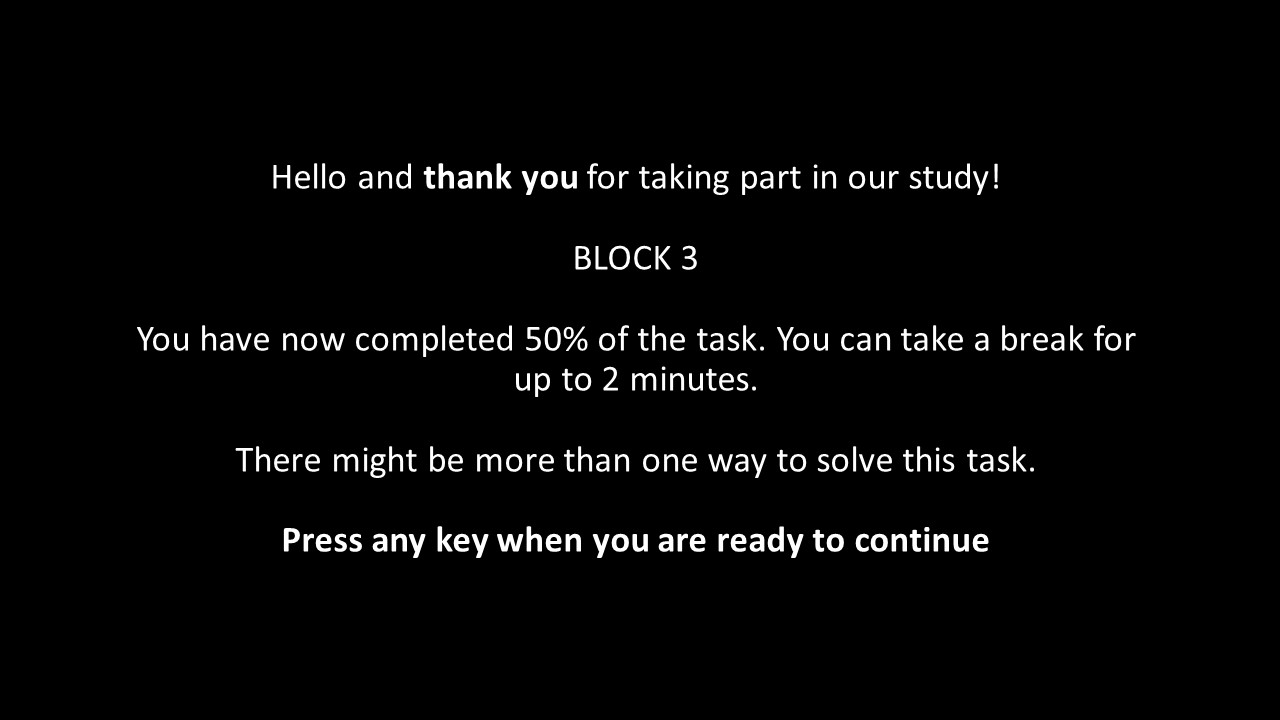 Hello and thank you for taking part in our study!
BLOCK 3
You have now completed 50% of the task. You can take a break for
up to 2 minutes.
There might be more than one way to solve this task.
Press any key when you are ready to continue